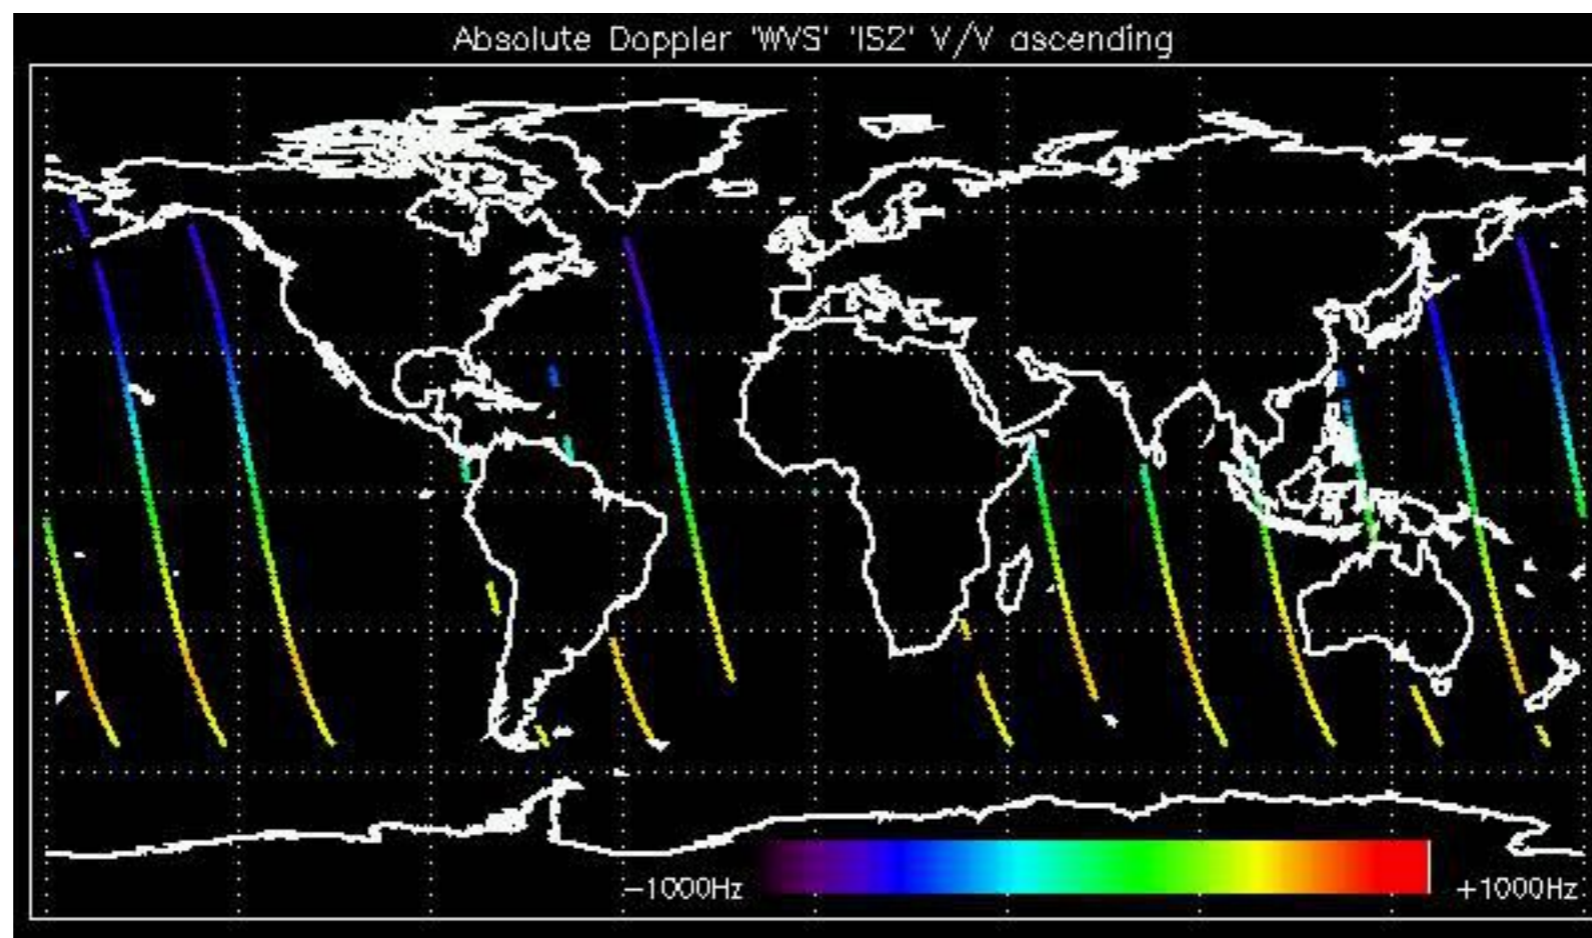 Absolute Doppler 'WVS' 'IS2' V/V ascending
−1000Hz +1000Hz